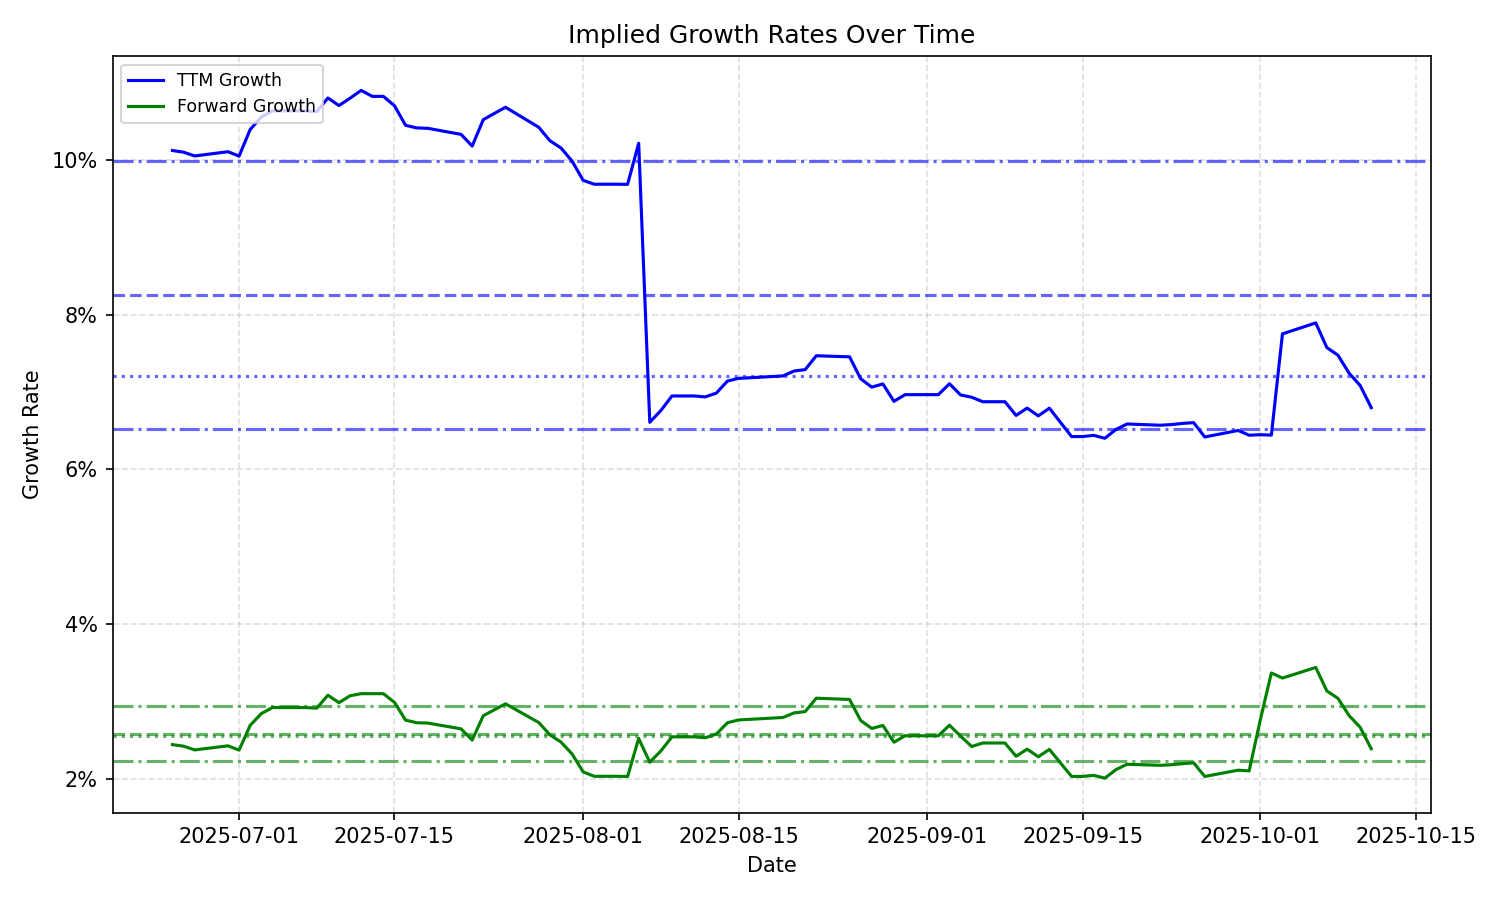 Implied Growth Rates Over Time
TTM Growth
Forward Growth
10%
8%
6%
4%
2%
Growth Rate
2025-07-01
2025-07-15
2025-08-01
2025-08-15
2025-09-01
2025-09-15
2025-10-01
2025-10-15
Date